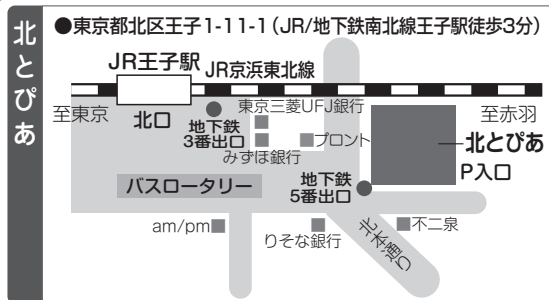 北とぴあ
●東京都北区王子1-11-1（JR/地下鉄南北線王子駅徒歩3分）
JR王子駅
JR京浜東北線
至東京
北口
地下鉄
3番出口
東京三菱UFJ銀行
みずほ銀行
プロント
至赤羽
北とぴあ
P入口
バスロータリー
地下鉄
5番出口
am/pm
りそな銀行
北本通り
不二泉